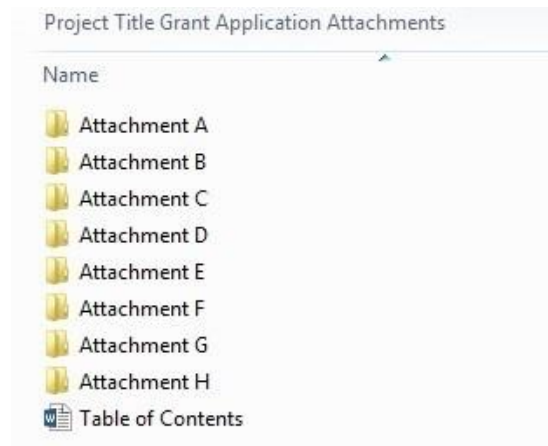 Project Title Grant Application Attachments
Name
Attachment A
Attachment B
Attachment C
Attachment D
Attachment E
Attachment F
Attachment G
Attachment H
Table of Contents